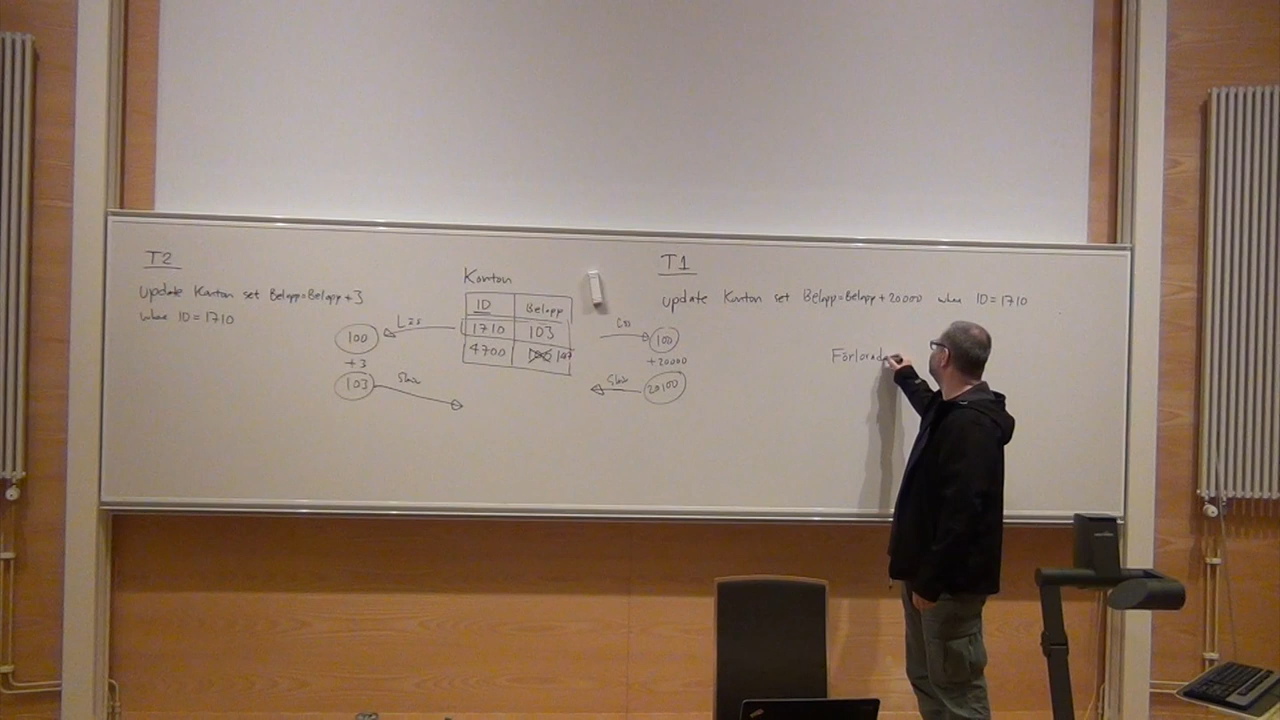 T2
update Konton set Belopp=Belopp+3
where ID=1710
100
+3
103
Läs
Skriv
Konton
ID Belopp
1710 103
4700
T1
update Konton set Belopp=Belopp+20000 where ID=1710
Läs
100
+20000
20100
Skriv
Förlorad